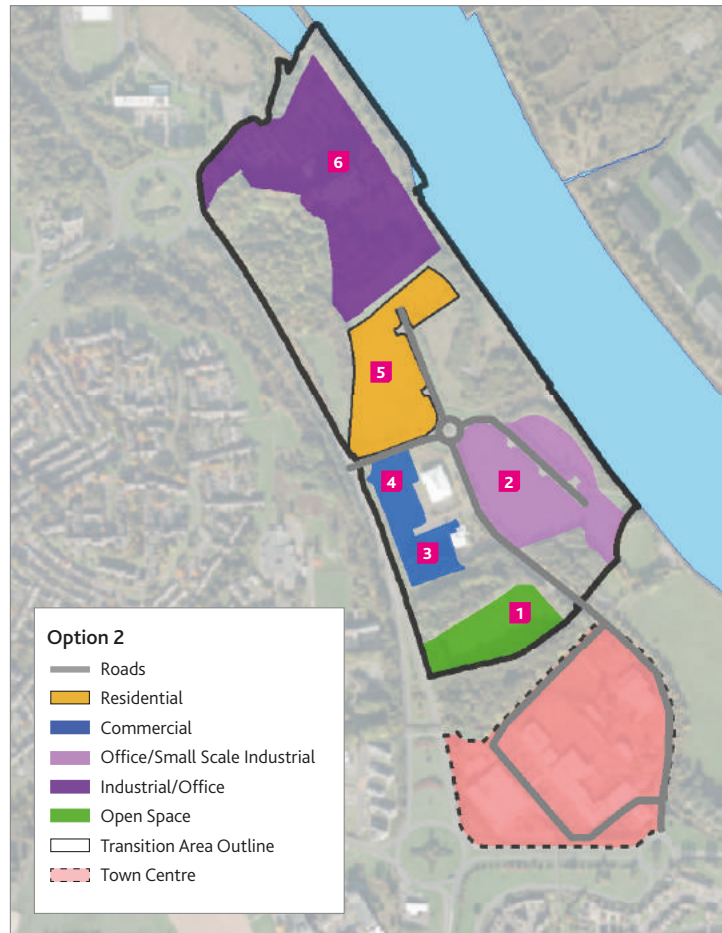 6
5
2
4
3
1
Option 2
Roads
Residential
Commercial
Office/Small Scale Industrial
Industrial/Office
Open Space
Transition Area Outline
Town Centre